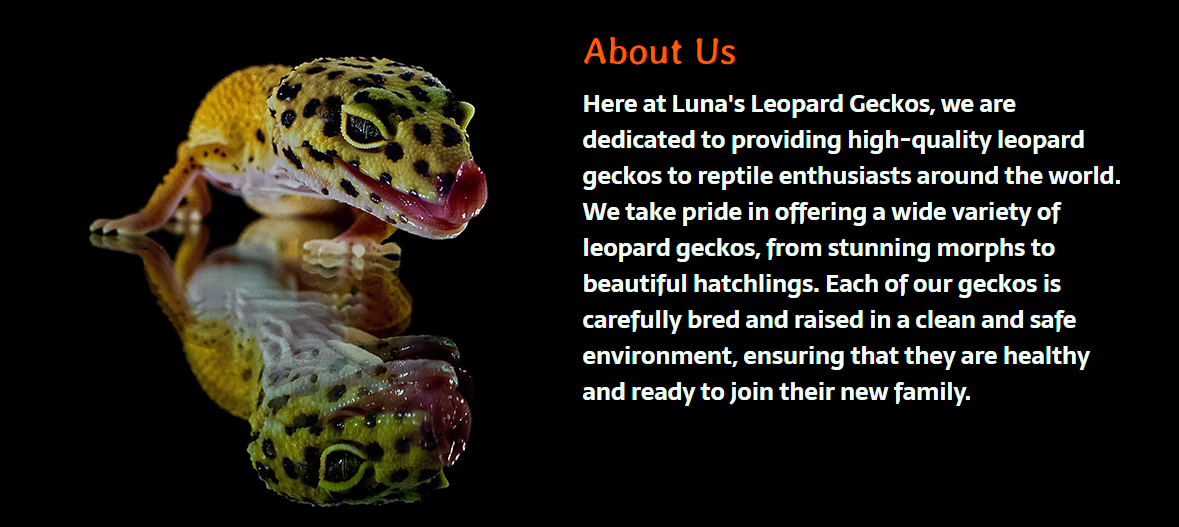 About Us
Here at Luna's Leopard Geckos, we are
dedicated to providing high-quality leopard
geckos to reptile enthusiasts around the world.
We take pride in offering a wide variety of
leopard geckos, from stunning morphs to
beautiful hatchlings. Each of our geckos is
carefully bred and raised in a clean and safe
environment, ensuring that they are healthy
and ready to join their new family.